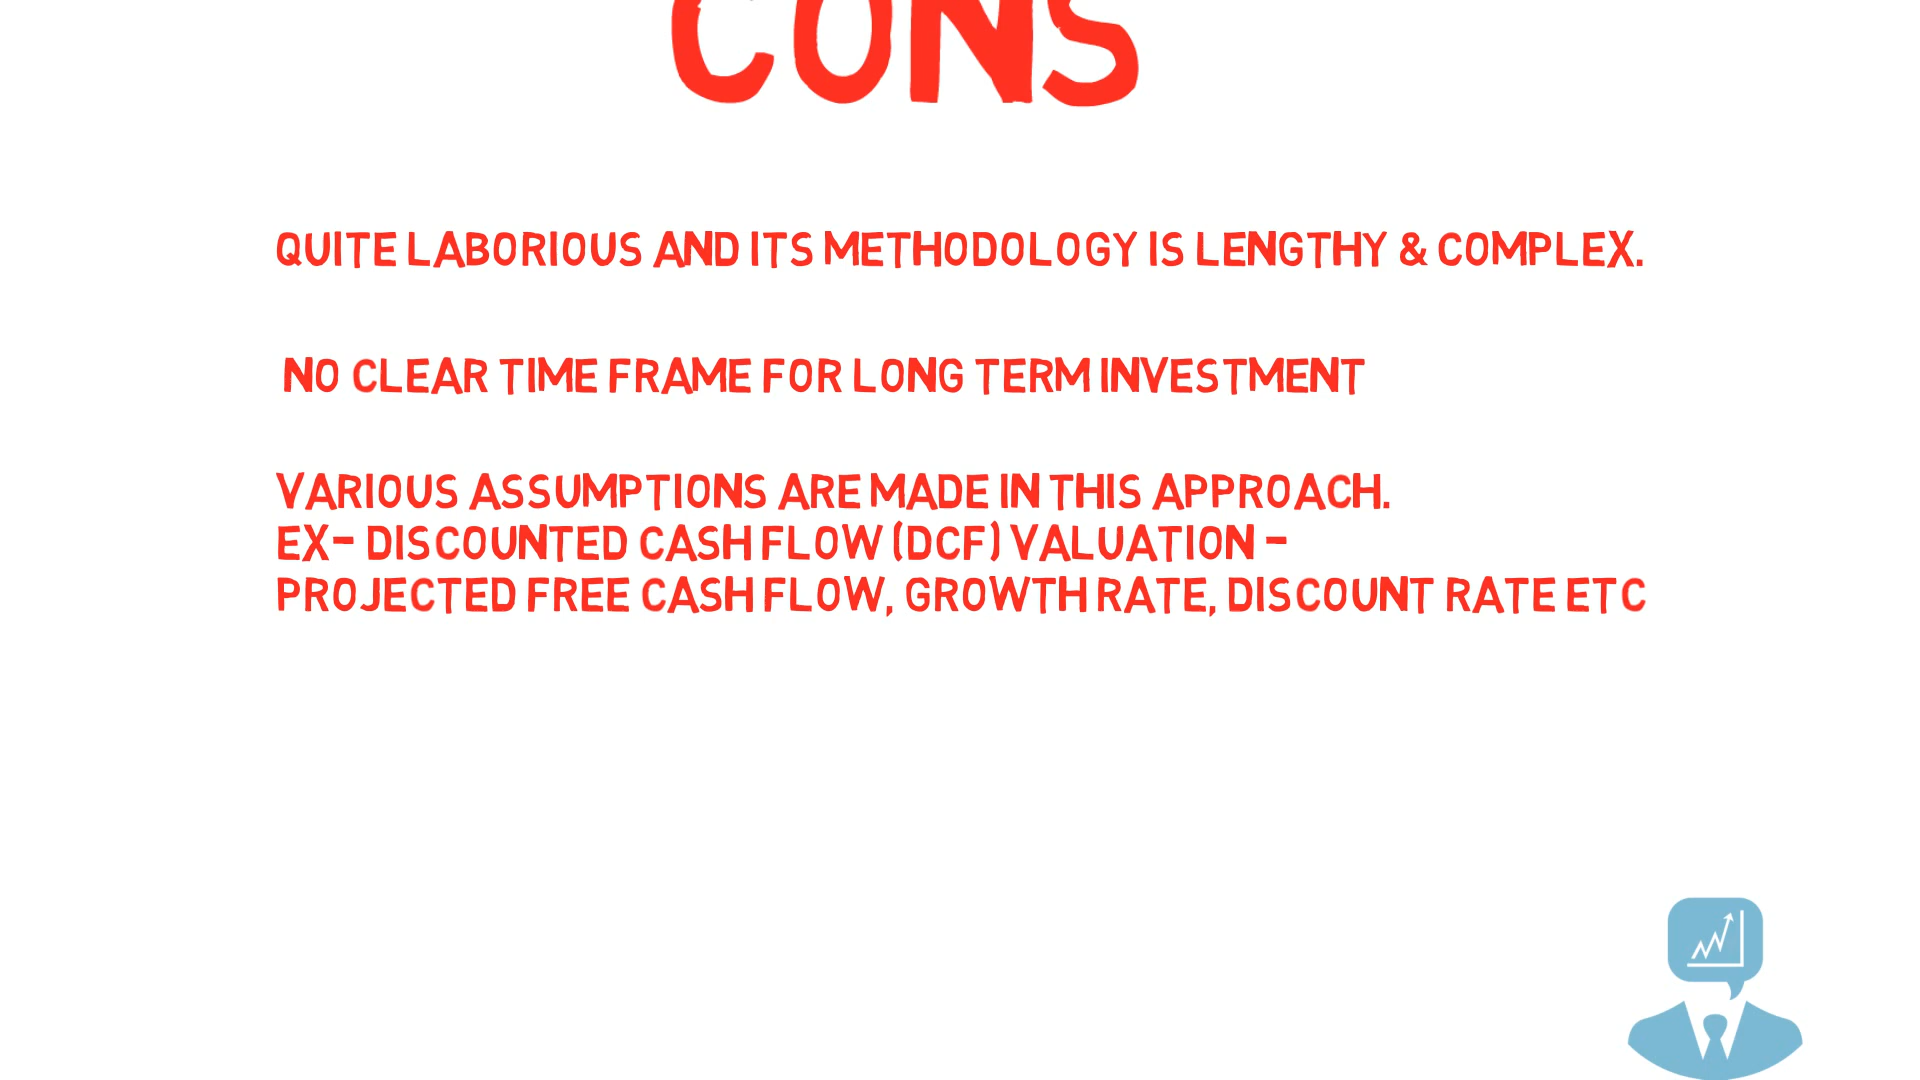 CONS
QUITE LABORIOUS AND ITS METHODOLOGY IS LENGTHY & COMPLEX.
NO CLEAR TIME FRAME FOR LONG TERM INVESTMENT
VARIOUS ASSUMPTIONS ARE MADE IN THIS APPROACH.
EX- DISCOUNTED CASH FLOW (DCF) VALUATION -
PROJECTED FREE CASH FLOW, GROWTH RATE, DISCOUNT RATE ETC